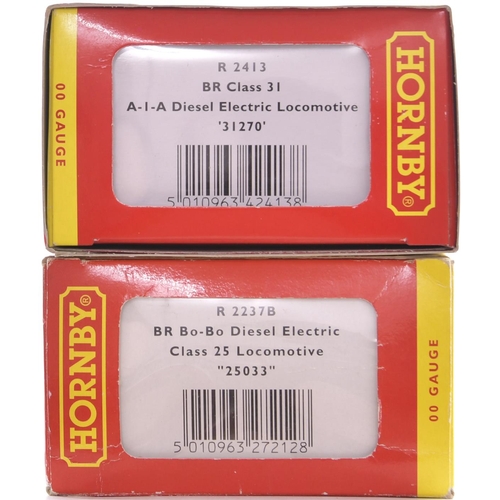 00 GAUGE
R 2413
BR Class 31
A-1-A Diesel Electric Locomotive
'31270'
5 010963 424138
HORNBY®
HORNBY®
R 2237B
BR Bo-Bo Diesel Electric
Class 25 Locomotive
"25033"
5 010963 272128
00 GAUGE